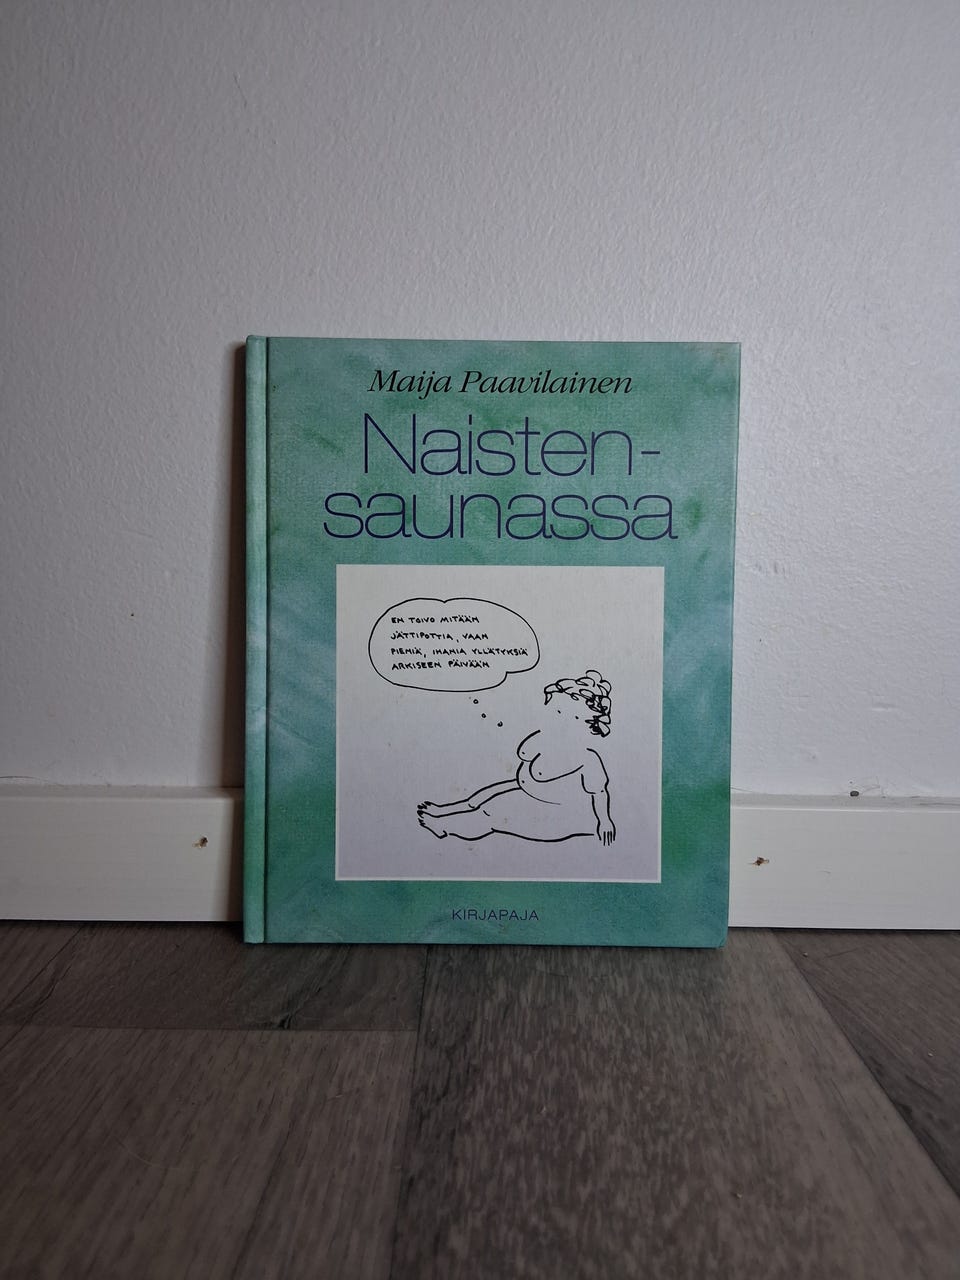 Maija Paavilainen
Naisten-
saunassa
EN TOIVO MITÄÄN
JÄTTIPOTTIA, VAAN
PIENIÄ, IHANIA YLLÄTYKSIÄ
ARKISEEN PÄIVÄÄN
KIRJAPAJA